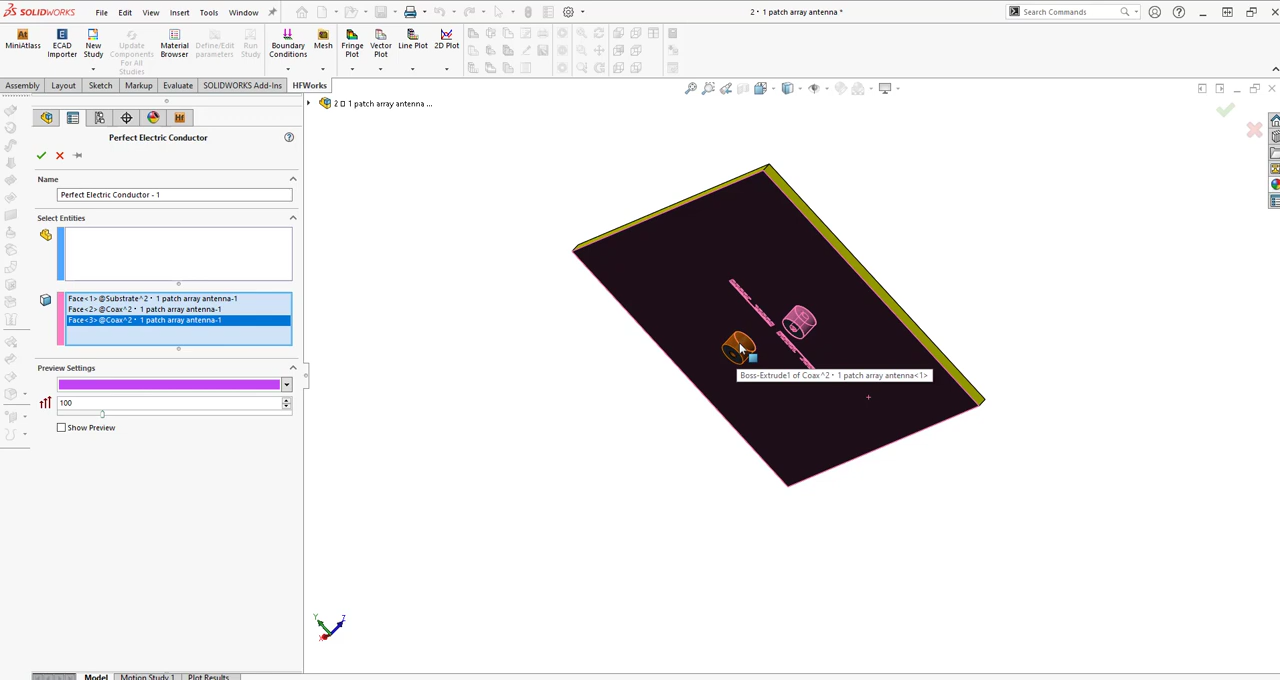 SOLIDWORKS File Edit View Insert Tools Window 2 · 1 patch array antenna * Search Commands
MiniAtlas ECAD Importer New Study Update Components For All Studies Material Browser Define/Edit parameters Run Study Boundary Conditions Mesh Fringe Plot Vector Plot Line Plot 2D Plot
Assembly Layout Sketch Markup Evaluate SOLIDWORKS Add-Ins HFWorks
2 1 patch array antenna ...
Perfect Electric Conductor
Name
Perfect Electric Conductor - 1
Select Entities
Face<1>@Substrate^2 · 1 patch array antenna-1
Face<2>@Coax^2 · 1 patch array antenna-1
Face<3>@Coax^2 · 1 patch array antenna-1
Preview Settings
100
Show Preview
Boss-Extrude1 of Coax^2 · 1 patch array antenna<1>
Y Z X
Model Motion Study 1 Plot Results